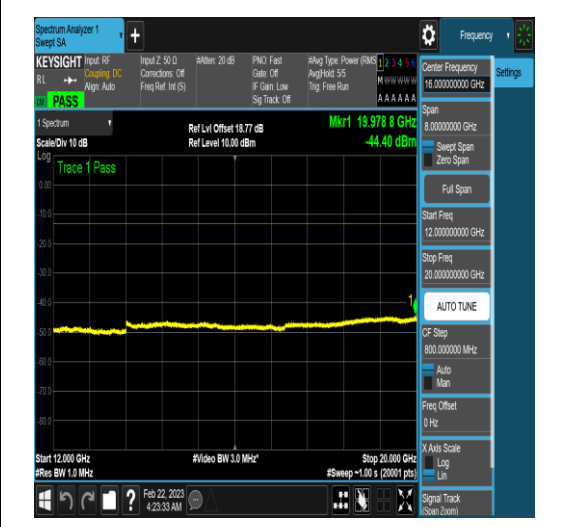 Spectrum Analyzer 1
Swept SA
+
Frequency
KEYSIGHT
RL
PASS
Input: RF
Coupling: DC
Align: Auto
Input Z: 50 Ω
Corrections: Off
Freq Ref: Int (S)
#Atten: 20 dB
PNO: Fast
Gate: Off
IF Gain: Low
Sig Track: Off
#Avg Type: Power (RMS
Avg|Hold: 5/5
Trig: Free Run
1 2 3 4 5 6
M W W W W W
A A A A A A
Center Frequency
16.000000000 GHz
Settings
Span
8.00000000 GHz
Swept Span
Zero Span
Full Span
Start Freq
12.000000000 GHz
Stop Freq
20.000000000 GHz
AUTO TUNE
CF Step
800.000000 MHz
Auto
Man
Freq Offset
0 Hz
X Axis Scale
Log
Lin
Signal Track
(Span Zoom)
1 Spectrum
Scale/Div 10 dB
Ref Lvl Offset 18.77 dB
Ref Level 10.00 dBm
Mkr1 19.978 8 GHz
-44.40 dBm
Log
Trace 1 Pass
0.00
-10.0
-20.0
-30.0
-40.0
-50.0
-60.0
-70.0
-80.0
1
Start 12.000 GHz
#Res BW 1.0 MHz
#Video BW 3.0 MHz*
Stop 20.000 GHz
#Sweep ~1.00 s (20001 pts)
?
Feb 22, 2023
4:23:33 AM